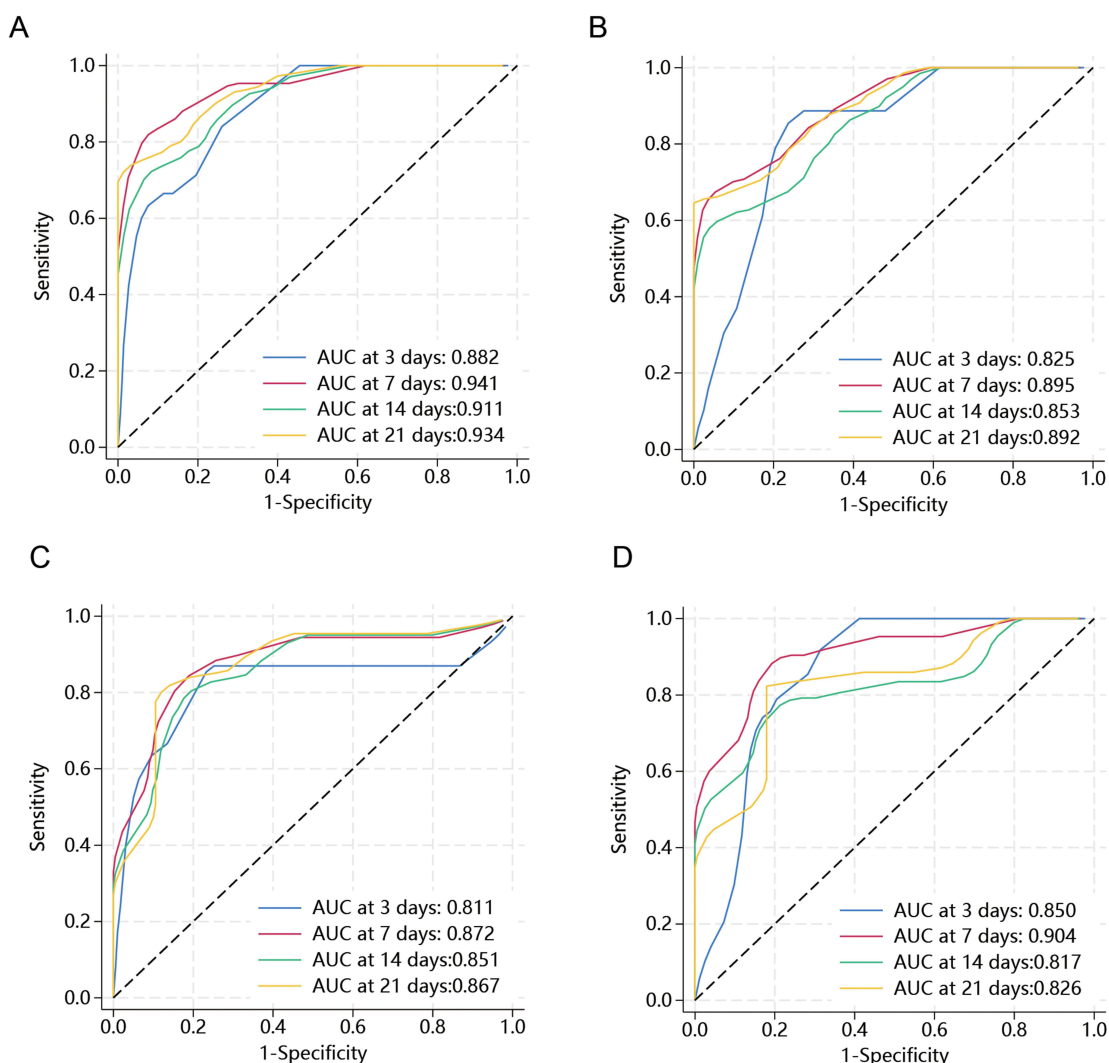 A
1.0
0.8
0.6
0.4
0.2
0.0
Sensitivity
AUC at 3 days: 0.882
AUC at 7 days: 0.941
AUC at 14 days:0.911
AUC at 21 days:0.934
0.0 0.2 0.4 0.6 0.8 1.0
1-Specificity
B
1.0
0.8
0.6
0.4
0.2
0.0
Sensitivity
AUC at 3 days: 0.825
AUC at 7 days: 0.895
AUC at 14 days:0.853
AUC at 21 days:0.892
0.0 0.2 0.4 0.6 0.8 1.0
1-Specificity
C
1.0
0.8
0.6
0.4
0.2
0.0
Sensitivity
AUC at 3 days: 0.811
AUC at 7 days: 0.872
AUC at 14 days:0.851
AUC at 21 days:0.867
0.0 0.2 0.4 0.6 0.8 1.0
1-Specificity
D
1.0
0.8
0.6
0.4
0.2
0.0
Sensitivity
AUC at 3 days: 0.850
AUC at 7 days: 0.904
AUC at 14 days:0.817
AUC at 21 days:0.826
0.0 0.2 0.4 0.6 0.8 1.0
1-Specificity